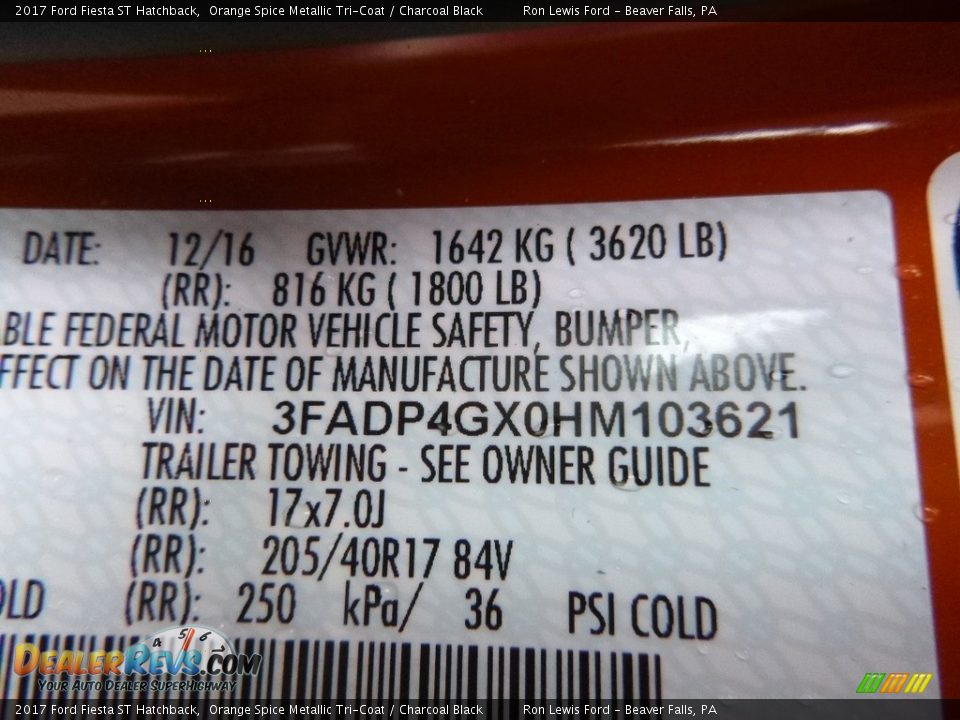 2017 Ford Fiesta ST Hatchback, Orange Spice Metallic Tri-Coat / Charcoal Black Ron Lewis Ford - Beaver Falls, PA
DATE: 12/16 GVWR: 1642 KG ( 3620 LB)
(RR): 816 KG ( 1800 LB)
ABLE FEDERAL MOTOR VEHICLE SAFETY, BUMPER,
FFECT ON THE DATE OF MANUFACTURE SHOWN ABOVE.
VIN: 3FADP4GX0HM103621
TRAILER TOWING - SEE OWNER GUIDE
(RR): 17x7.0J
(RR): 205/40R17 84V
OLD (RR): 250 kPa/ 36 PSI COLD
4 5 6
DEALERREVS.COM
YOUR AUTO DEALER SUPERHIGHWAY
2017 Ford Fiesta ST Hatchback, Orange Spice Metallic Tri-Coat / Charcoal Black Ron Lewis Ford - Beaver Falls, PA